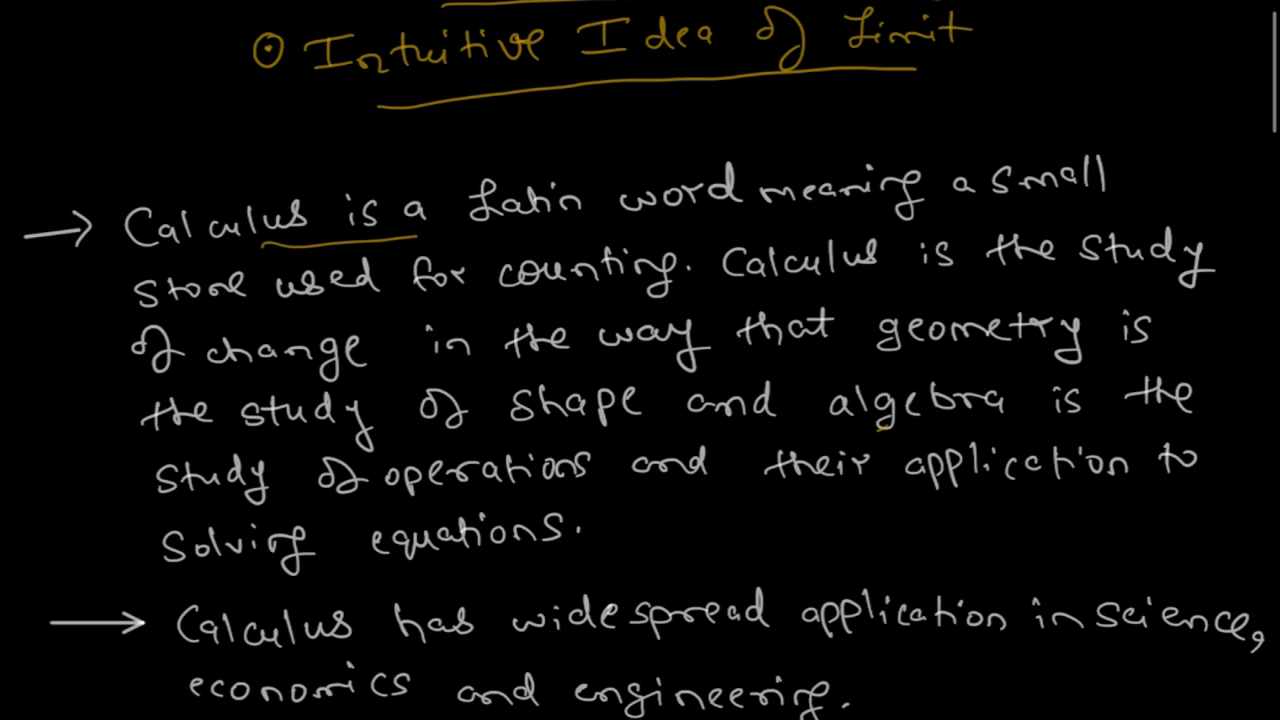 ⊙ Intuitive Idea of Limit
→ Calculus is a Latin word meaning a small
stone used for counting. Calculus is the study
of change in the way that geometry is
the study of shape and algebra is the
study of operations and their application to
solving equations.
→ Calculus has widespread application in science,
economics and engineering.